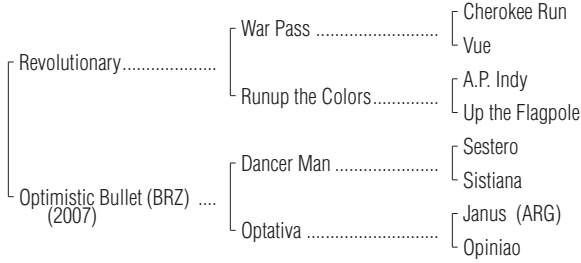 Cherokee Run
War Pass ..........................
Vue
Revolutionary....................
A.P. Indy
Runup the Colors..............
Up the Flagpole
Sestero
Dancer Man ......................
Sistiana
Optimistic Bullet (BRZ) ....
(2007)
Janus (ARG)
Optativa ............................
Opiniao